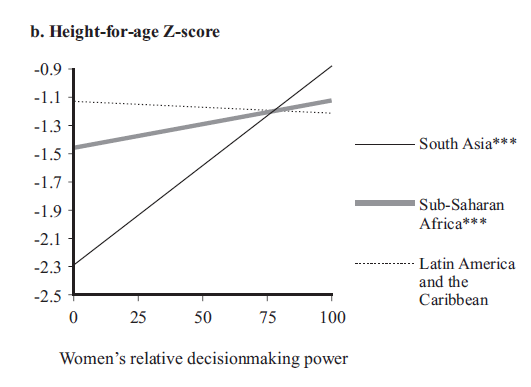 b. Height-for-age Z-score
-0.9
-1.1
-1.3
-1.5
-1.7
-1.9
-2.1
-2.3
-2.5
0 25 50 75 100
Women’s relative decisionmaking power
South Asia***
Sub-Saharan
Africa***
Latin America
and the
Caribbean